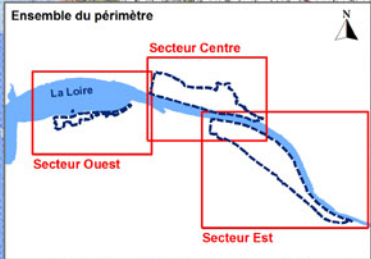 Ensemble du périmètre
N
Secteur Centre
La Loire
Secteur Ouest
Secteur Est